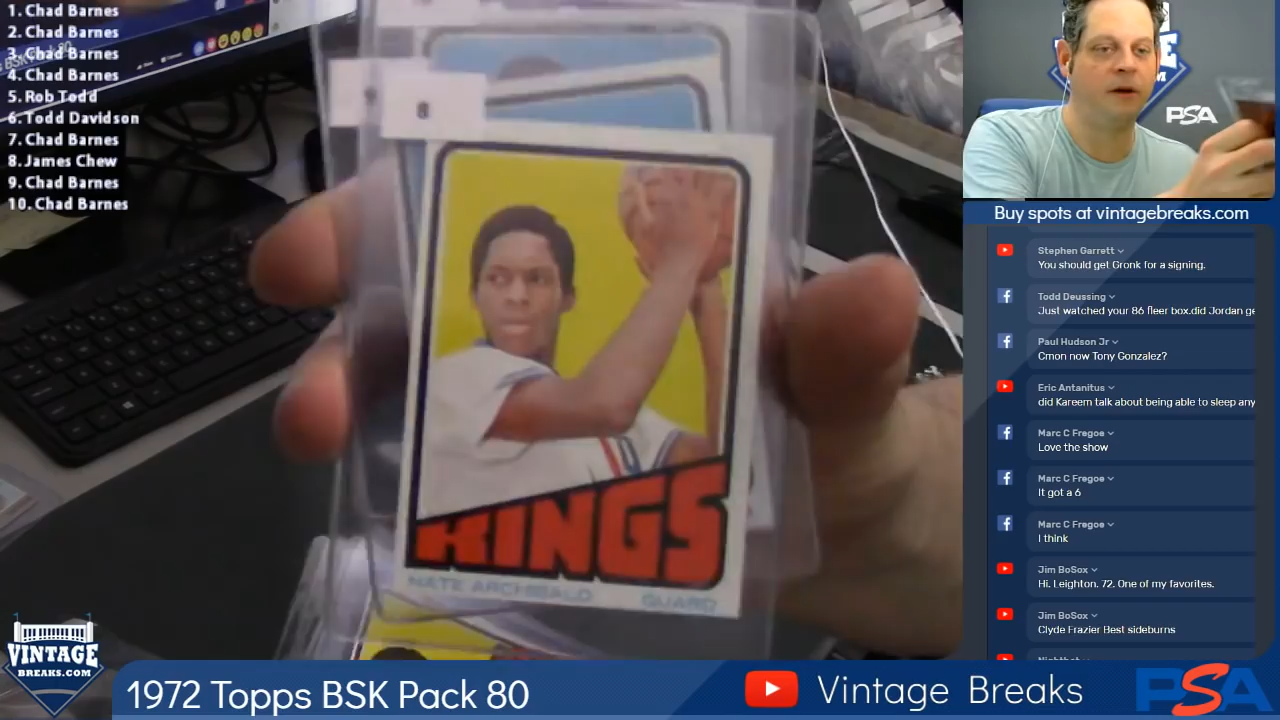 1. Chad Barnes
2. Chad Barnes
3. Chad Barnes
4. Chad Barnes
5. Rob Todd
6. Todd Davidson
7. Chad Barnes
8. James Chew
9. Chad Barnes
10. Chad Barnes
80
8
KINGS
NATE ARCHIBALD GUARD
VINTAGE
BREAKS.COM
1972 Topps BSK Pack 80
Vintage Breaks
PSA
PSA
Buy spots at vintagebreaks.com
Stephen Garrett
You should get Gronk for a signing.
Todd Deussing
Just watched your 86 fleer box.did Jordan ge
Paul Hudson Jr
Cmon now Tony Gonzalez?
Eric Antanitus
did Kareem talk about being able to sleep any
Marc C Fregoe
Love the show
Marc C Fregoe
It got a 6
Marc C Fregoe
I think
Jim BoSox
Hi. Leighton. 72. One of my favorites.
Jim BoSox
Clyde Frazier Best sideburns